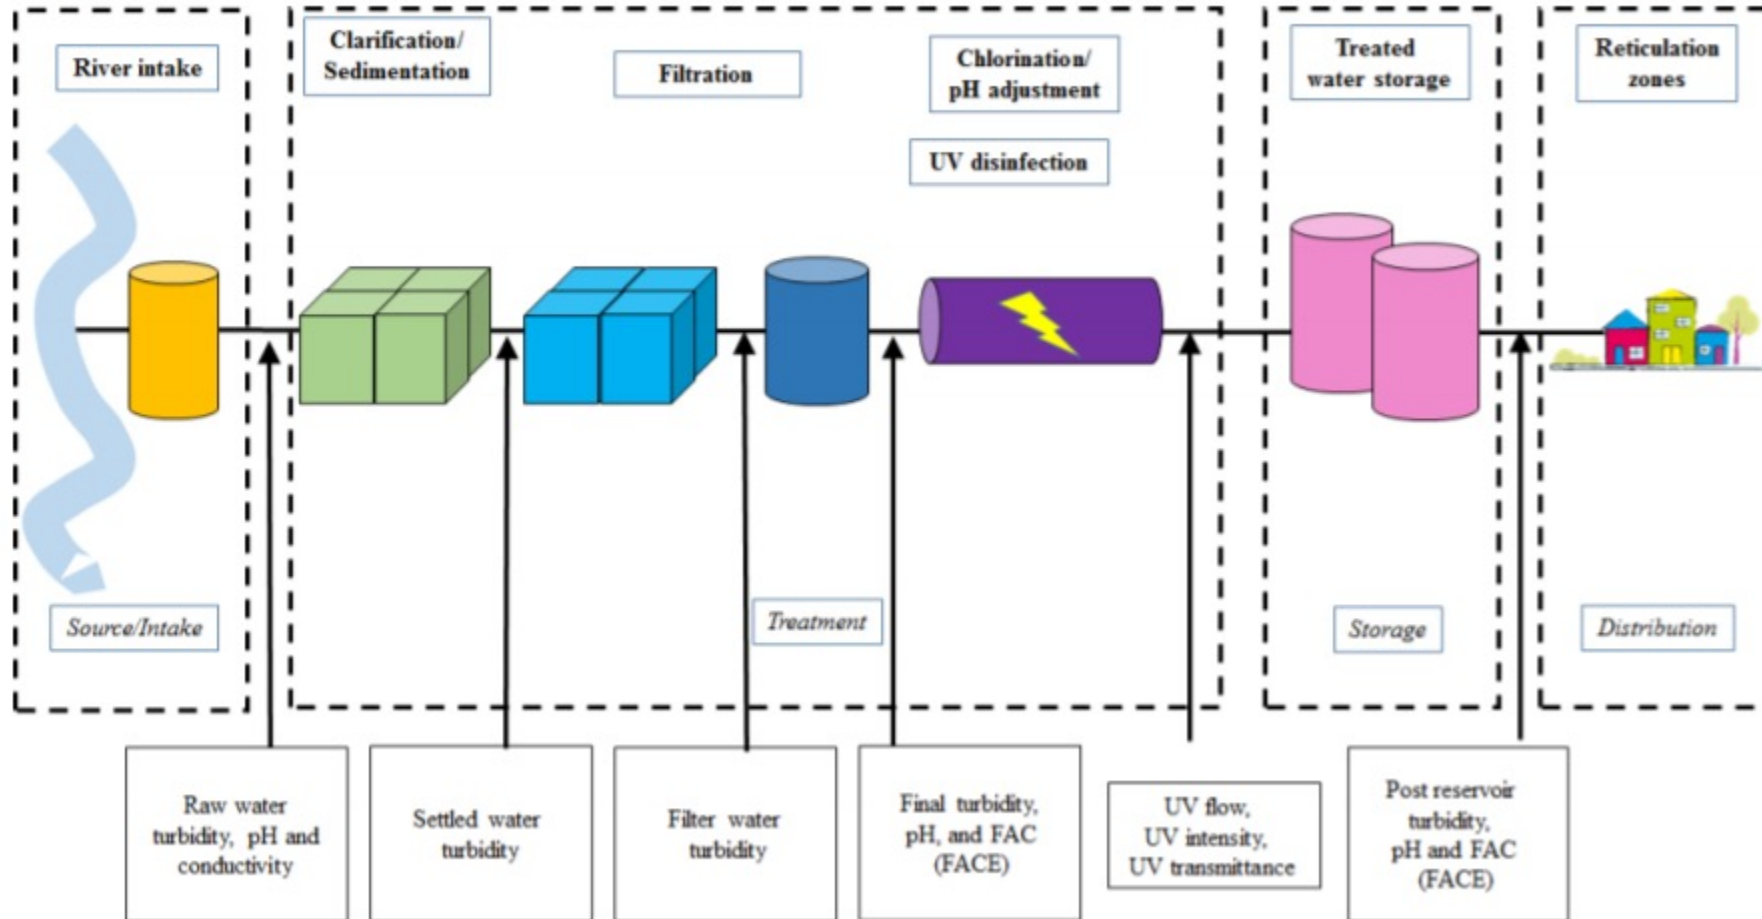 River intake
Clarification/
Sedimentation
Filtration
Chlorination/
pH adjustment
UV disinfection
Treated
water storage
Reticulation
zones
Source/Intake
Treatment
Storage
Distribution
Raw water
turbidity, pH and
conductivity
Settled water
turbidity
Filter water
turbidity
Final turbidity,
pH, and FAC
(FACE)
UV flow,
UV intensity,
UV transmittance
Post reservoir
turbidity,
pH and FAC
(FACE)